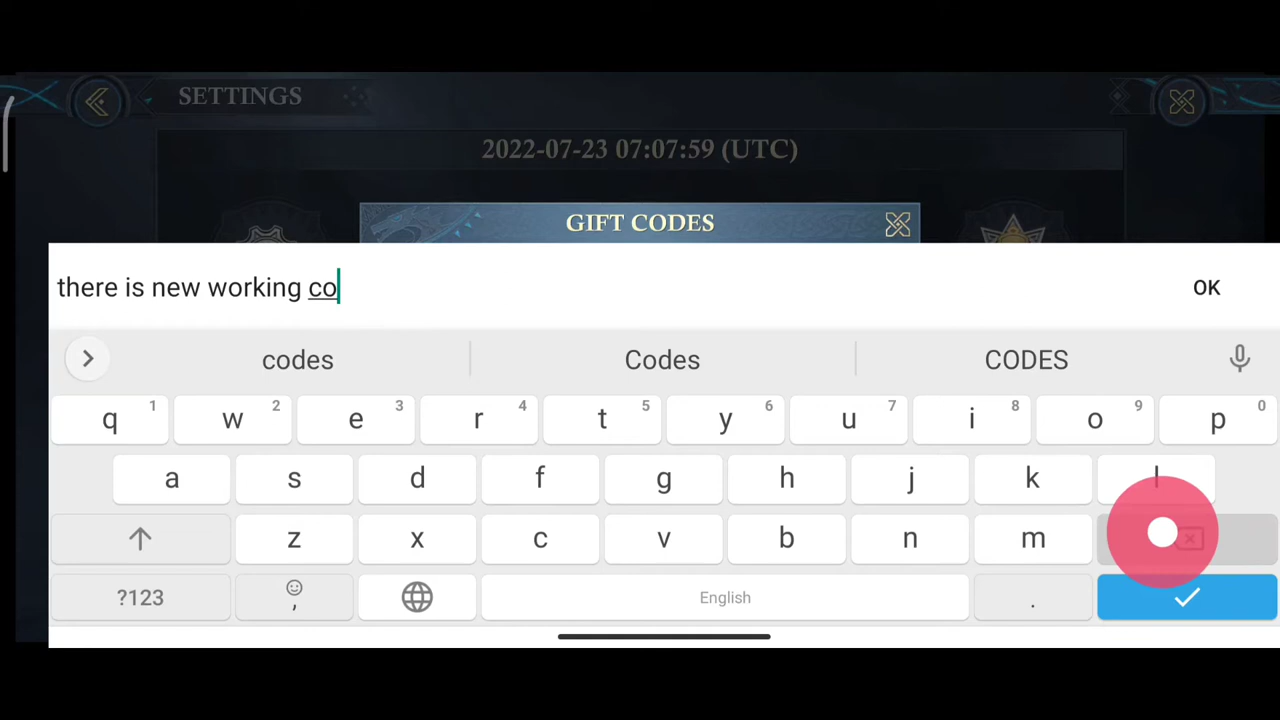 SETTINGS
2022-07-23 07:07:59 (UTC)
GIFT CODES
there is new working co
OK
codes Codes CODES
q 1 w 2 e 3 r 4 t 5 y 6 u 7 i 8 o 9 p 0
a s d f g h j k l
z x c v b n m
?123 , English .